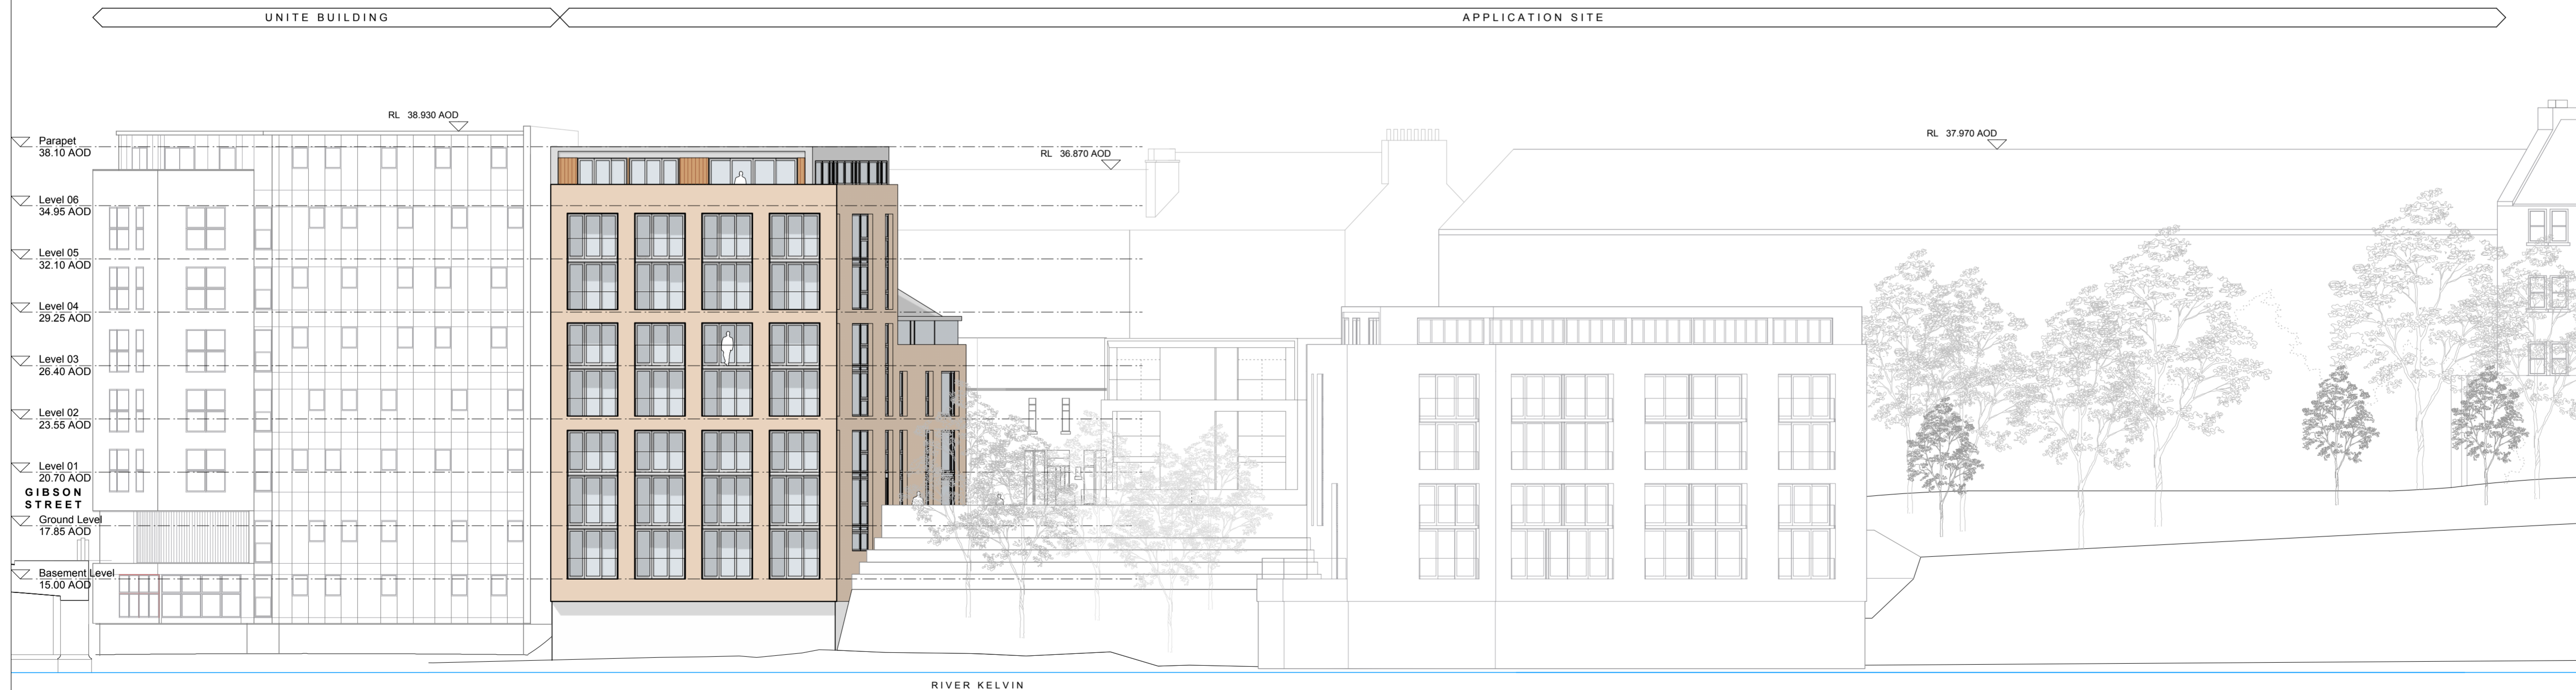 UNITE BUILDING
APPLICATION SITE
RL 38.930 AOD
RL 36.870 AOD
RL 37.970 AOD
Parapet
38.10 AOD
Level 06
34.95 AOD
Level 05
32.10 AOD
Level 04
29.25 AOD
Level 03
26.40 AOD
Level 02
23.55 AOD
Level 01
20.70 AOD
GIBSON
STREET
Ground Level
17.85 AOD
Basement Level
15.00 AOD
RIVER KELVIN